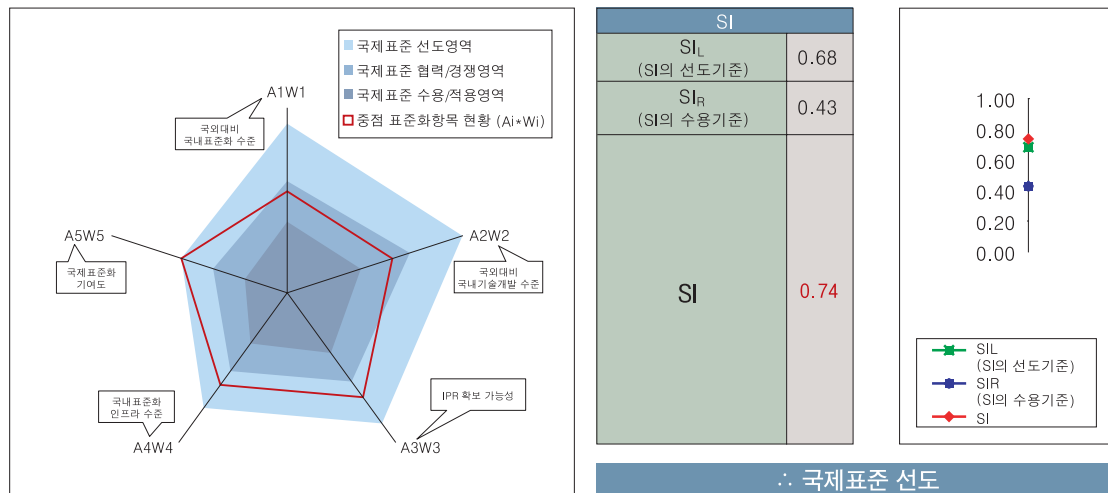 국제표준 선도영역
국제표준 협력/경쟁영역
국제표준 수용/적용영역
중점 표준화항목 현황 (Ai*Wi)
A1W1
국외대비
국내표준화 수준
A2W2
국외대비
국내기술개발 수준
A5W5
국제표준화
기여도
국내표준화
인프라 수준
A4W4
IPR 확보 가능성
A3W3
SI
SIL
(SI의 선도기준)
0.68
SIR
(SI의 수용기준)
0.43
SI
0.74
1.00
0.80
0.60
0.40
0.20
0.00
SIL
(SI의 선도기준)
SIR
(SI의 수용기준)
SI
∴ 국제표준 선도